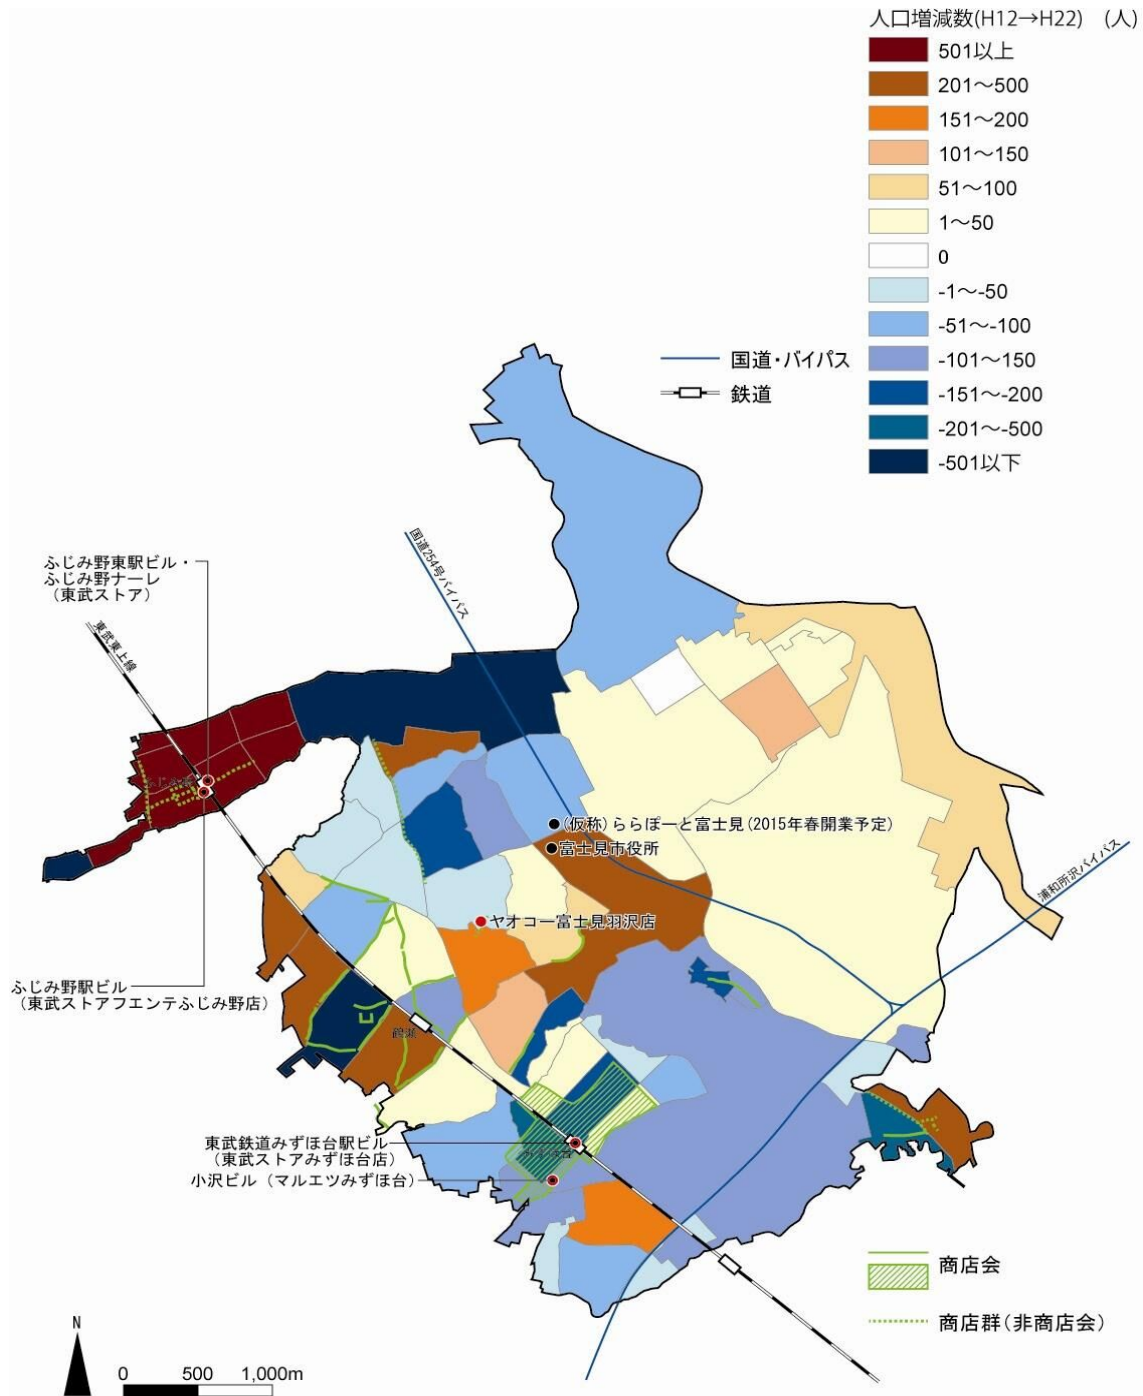 人口増減数(H12→H22) (人)
501以上
201～500
151～200
101～150
51～100
1～50
0
-1～-50
-51～-100
-101～150
-151～-200
-201～-500
-501以下
国道・バイパス
鉄道
国道254号バイパス
ふじみ野東駅ビル・
ふじみ野ナーレ
（東武ストア）
東武東上線
ふじみ野
(仮称)ららぽーと富士見(2015年春開業予定)
富士見市役所
浦和所沢バイパス
ヤオコー富士見羽沢店
ふじみ野駅ビル
（東武ストアフエンテふじみ野店）
鶴瀬
東武鉄道みずほ台駅ビル
（東武ストアみずほ台店）
みずほ台
小沢ビル（マルエツみずほ台）
商店会
商店群（非商店会）
N
0 500 1,000m